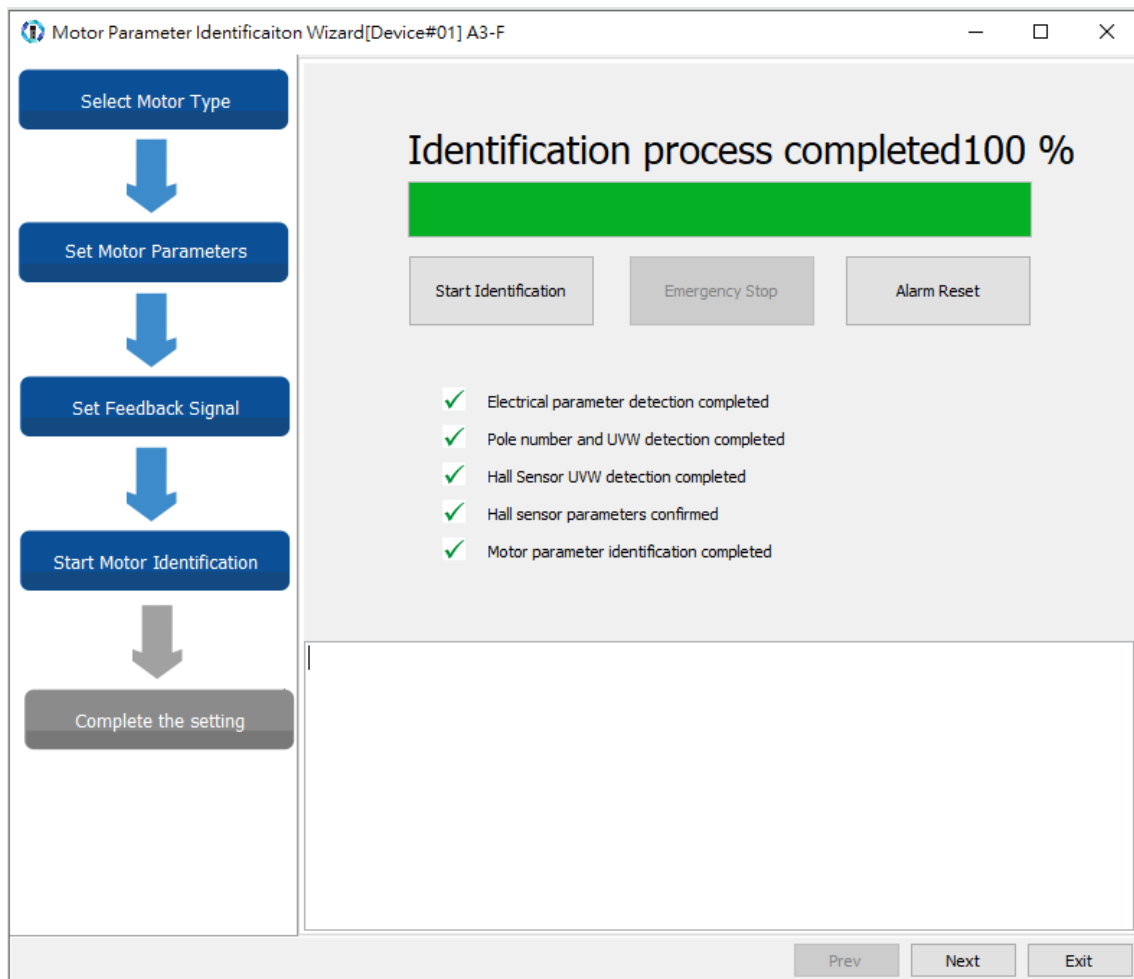 Motor Parameter Identificaiton Wizard[Device#01] A3-F
Select Motor Type
Set Motor Parameters
Set Feedback Signal
Start Motor Identification
Complete the setting
Identification process completed100 %
Start Identification
Emergency Stop
Alarm Reset
Electrical parameter detection completed
Pole number and UVW detection completed
Hall Sensor UVW detection completed
Hall sensor parameters confirmed
Motor parameter identification completed
Prev
Next
Exit